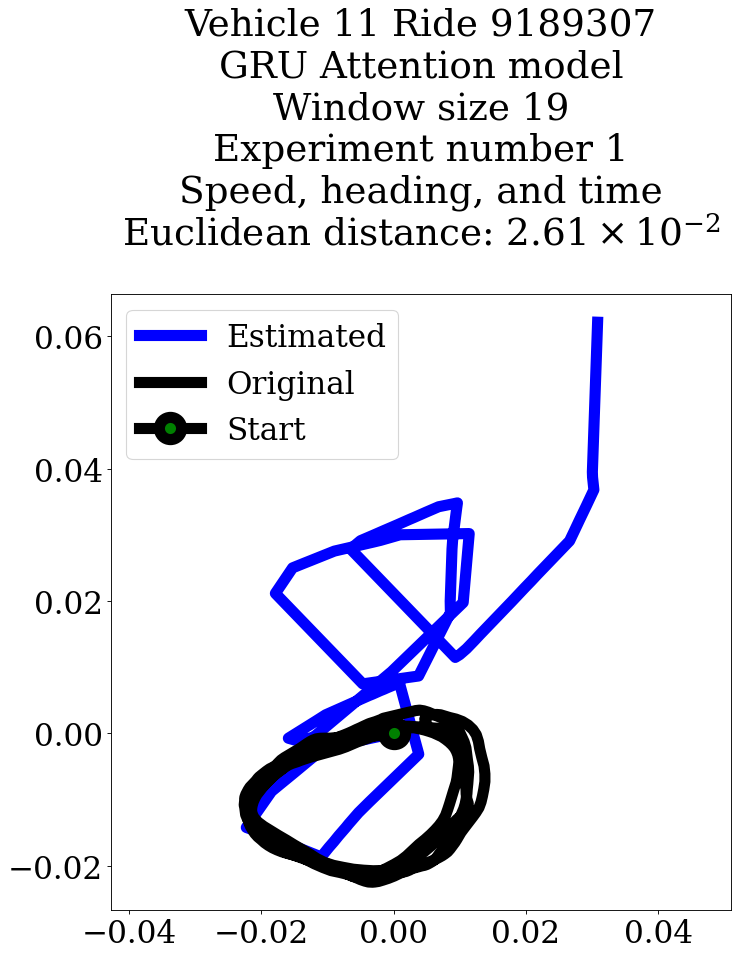 Vehicle 11 Ride 9189307
GRU Attention model
Window size 19
Experiment number 1
Speed, heading, and time
Euclidean distance: 2.61 × 10⁻²
Estimated
Original
Start
0.06
0.04
0.02
0.00
−0.02
−0.04 −0.02 0.00 0.02 0.04